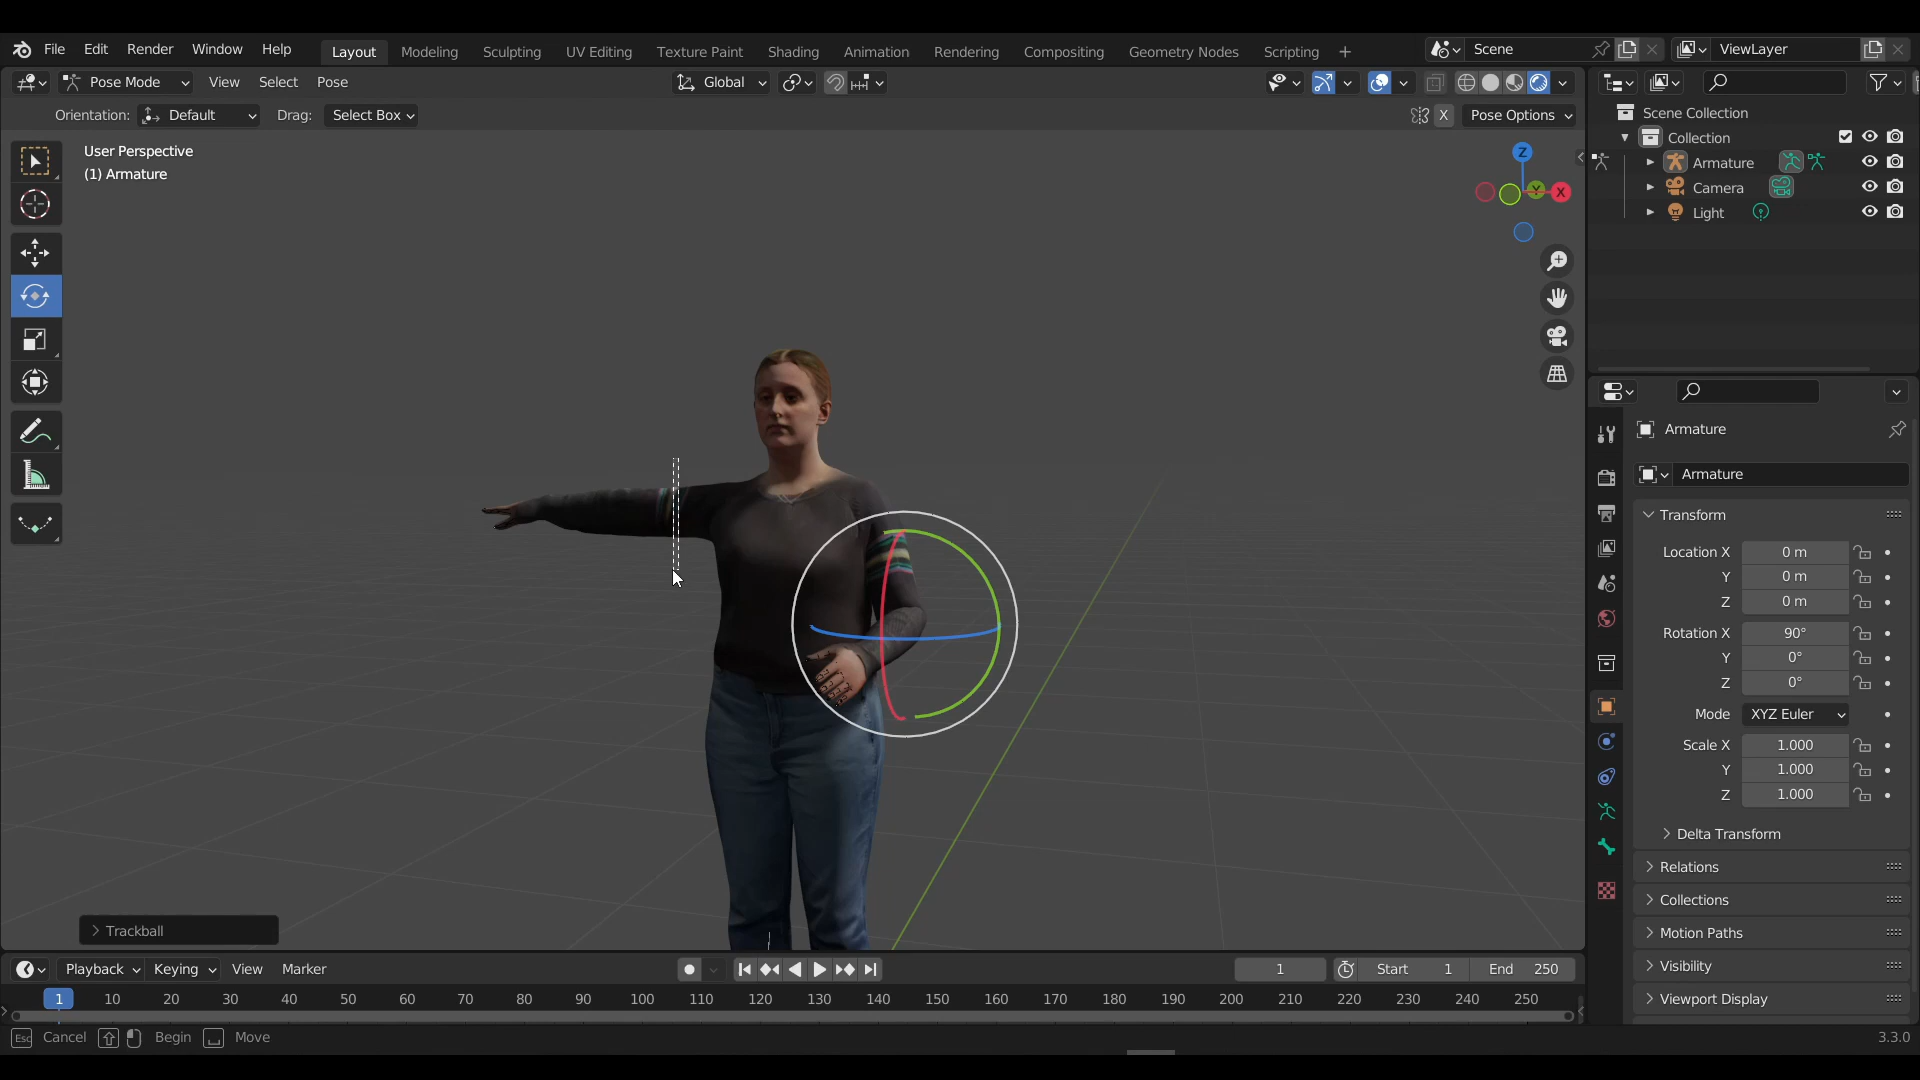 File Edit Render Window Help Layout Modeling Sculpting UV Editing Texture Paint Shading Animation Rendering Compositing Geometry Nodes Scripting + Scene ViewLayer
Pose Mode View Select Pose Global
Orientation: Default Drag: Select Box X Pose Options
Scene Collection
Collection
Armature
Camera
Light
User Perspective
(1) Armature
Z
Y
X
Armature
Armature
Transform
Location X 0 m
Y 0 m
Z 0 m
Rotation X 90°
Y 0°
Z 0°
Mode XYZ Euler
Scale X 1.000
Y 1.000
Z 1.000
Delta Transform
Relations
Collections
Motion Paths
Visibility
Viewport Display
Trackball
Playback Keying View Marker 1 Start 1 End 250
1 10 20 30 40 50 60 70 80 90 100 110 120 130 140 150 160 170 180 190 200 210 220 230 240 250
Esc Cancel Begin Move 3.3.0